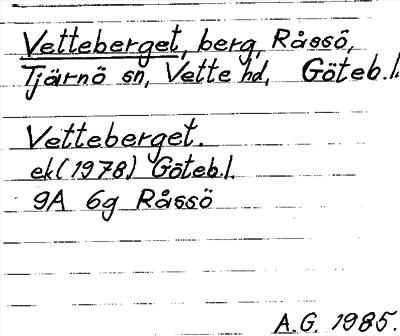 Vetteberget, berg, Råssö,
Tjärnö sn, Vette hd, Göteb.l.
Vetteberget.
ek(1978) Göteb.l.
9A 6g Råssö
A.G. 1985.